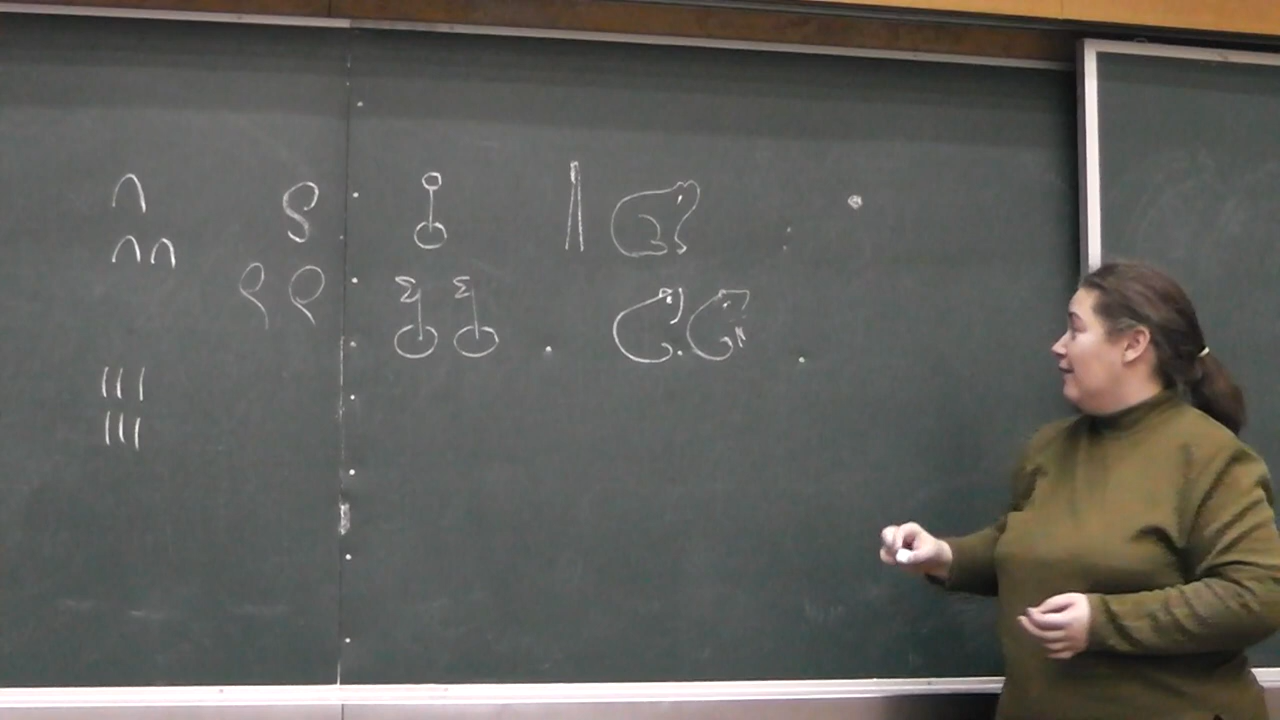 𓎆 𓍢 𓆼 𓂭 𓆐
𓎆𓎆 𓍢𓍢 𓆼𓆼 𓆐𓆐
𓏺𓏺𓏺
𓏺𓏺𓏺